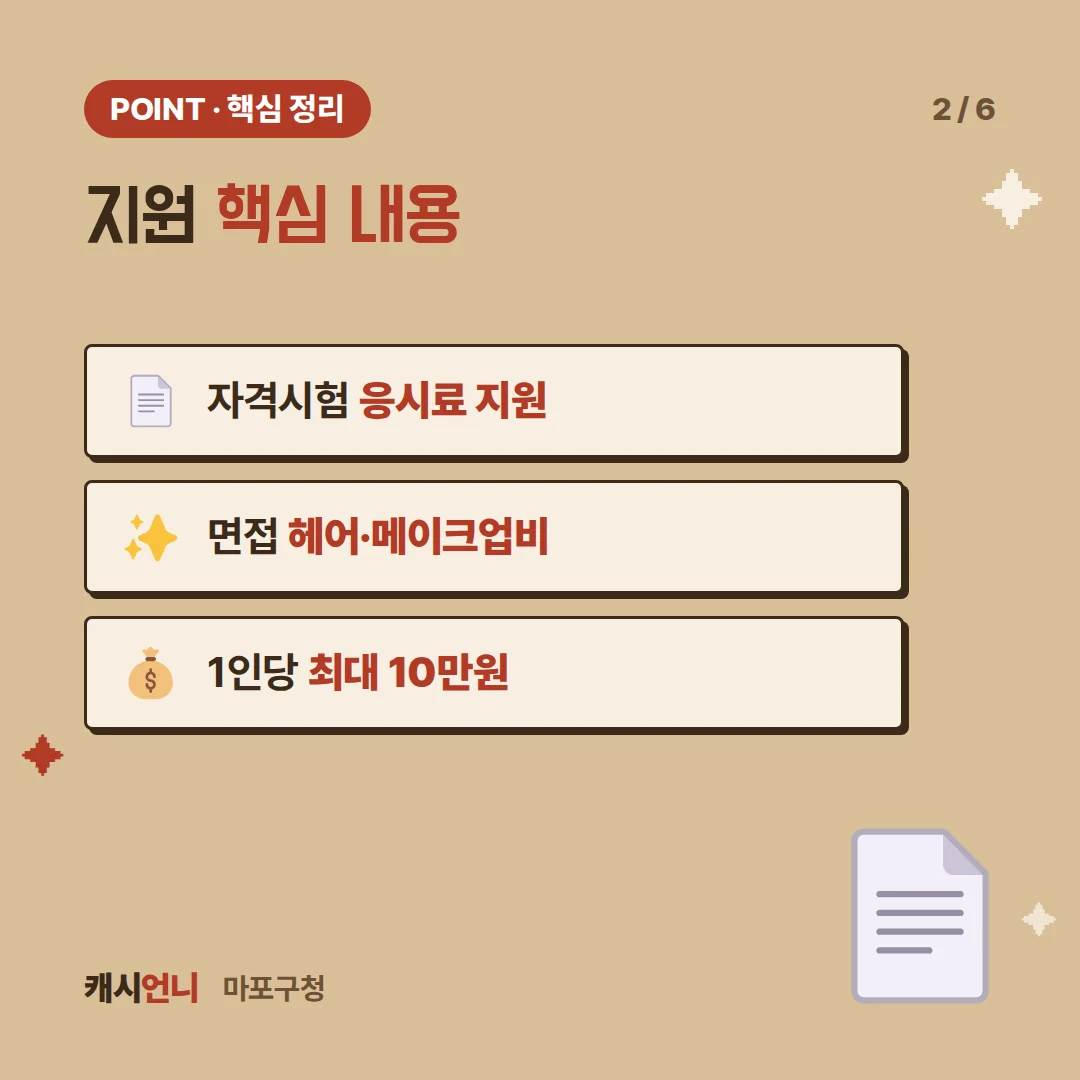 POINT · 핵심 정리
2 / 6
지원 핵심 내용
자격시험 응시료 지원
면접 헤어·메이크업비
$ 1인당 최대 10만원
캐시언니 마포구청